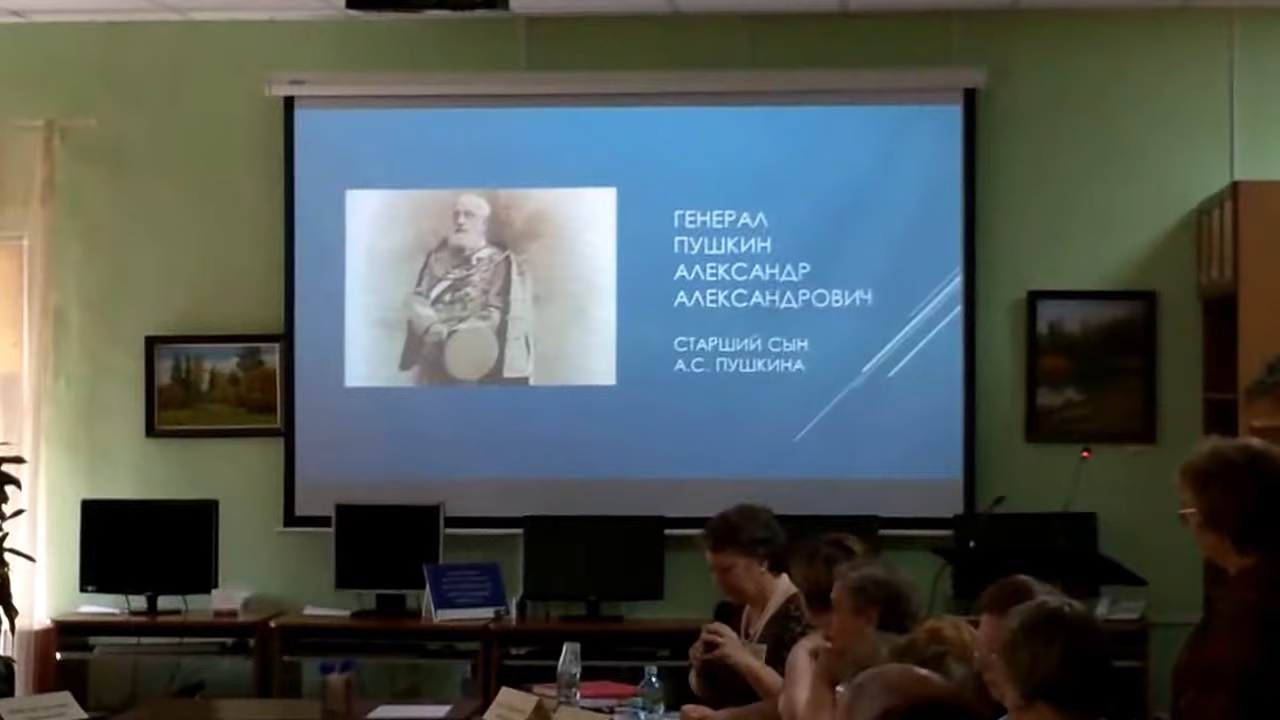 ГЕНЕРАЛ
ПУШКИН
АЛЕКСАНДР
АЛЕКСАНДРОВИЧ
СТАРШИЙ СЫН
А.С. ПУШКИНА